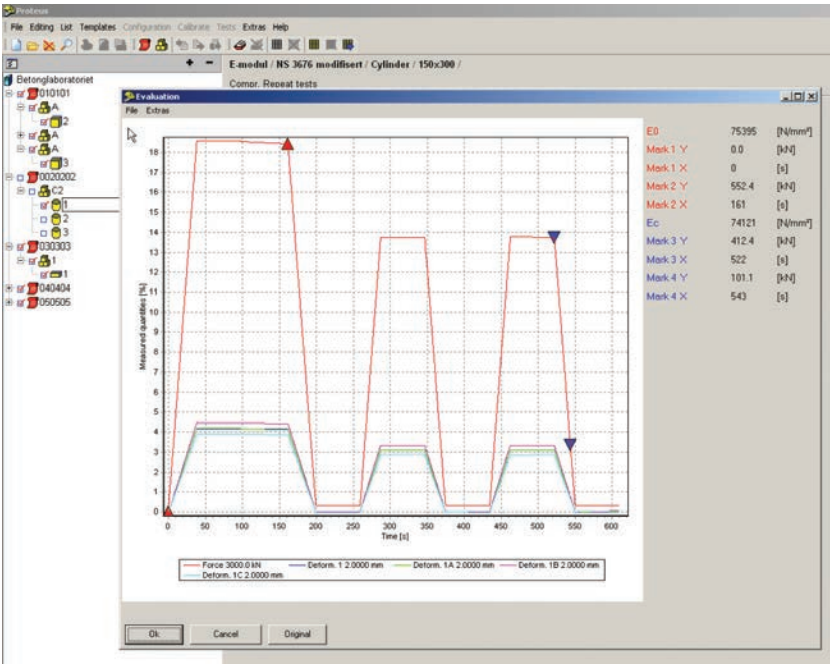 Proteus
File Editing List Templates Configuration Calibrate Tests Extras Help
E-modul / NS 3676 modifisert / Cylinder / 150x300 /
Compr. Repeat tests
Betonglaboratoriet
010101
A
2
A
A
3
0020202
C2
1
2
3
030303
1
1
040404
050505
Evaluation
File Extras
Measured quantities [%]
18
17
16
15
14
13
12
11
10
9
8
7
6
5
4
3
2
1
0
0 50 100 150 200 250 300 350 400 450 500 550 600
Time [s]
Force 3000.0 kN Deform. 1 2.0000 mm Deform. 1A 2.0000 mm Deform. 1B 2.0000 mm
Deform. 1C 2.0000 mm
E0 75395 [N/mm²]
Mark 1 Y 0.0 [kN]
Mark 1 X 0 [s]
Mark 2 Y 552.4 [kN]
Mark 2 X 161 [s]
Ec 74121 [N/mm²]
Mark 3 Y 412.4 [kN]
Mark 3 X 522 [s]
Mark 4 Y 101.1 [kN]
Mark 4 X 543 [s]
Ok Cancel Original